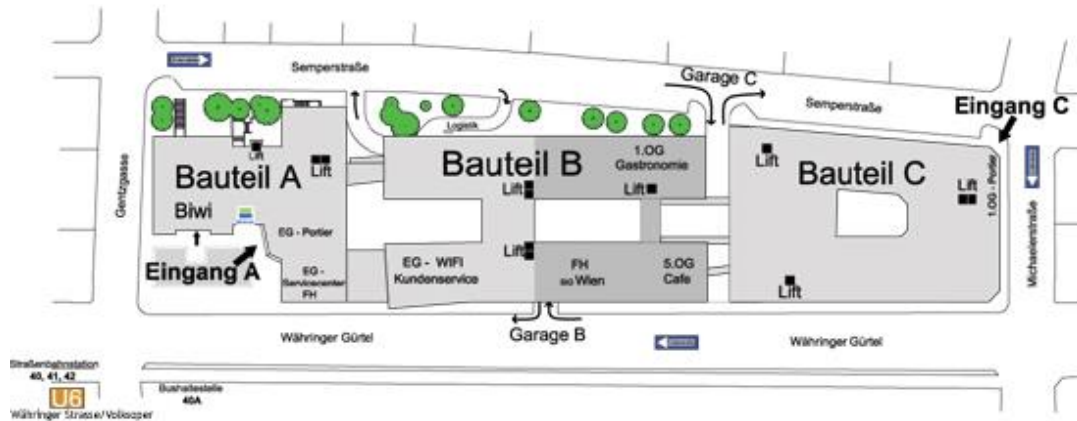 Semperstraße
Garage C
Semperstraße
Eingang C
Logistik
Lift
Bauteil A
Lift
Bauteil B
1.OG
Gastronomie
Lift
Bauteil C
Lift
Lift
Lift
1.OG - Portier
Gentzgasse
Michaelerstraße
Biwi
EG - Portier
Eingang A
EG -
Servicecenter
FH
EG - WIFI
Kundenservice
Lift
FH
Wien
5.OG
Cafe
Lift
Währinger Gürtel
Garage B
Währinger Gürtel
Straßenbahnstation
40, 41, 42
U6
Währinger Strasse/Volksoper
Bushaltestelle
40A